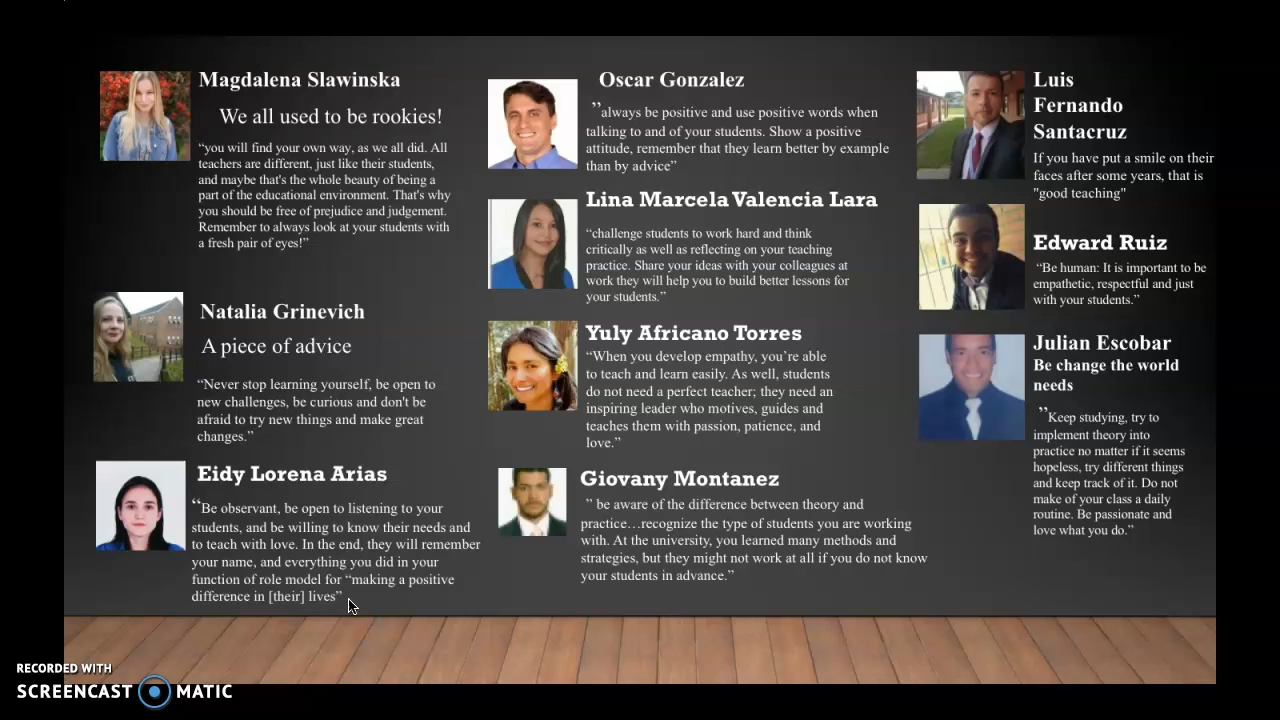 Magdalena Slawinska
We all used to be rookies!
“you will find your own way, as we all did. All
teachers are different, just like their students,
and maybe that's the whole beauty of being a
part of the educational environment. That's why
you should be free of prejudice and judgement.
Remember to always look at your students with
a fresh pair of eyes!”
Natalia Grinevich
A piece of advice
“Never stop learning yourself, be open to
new challenges, be curious and don't be
afraid to try new things and make great
changes.”
Eidy Lorena Arias
“Be observant, be open to listening to your
students, and be willing to know their needs and
to teach with love. In the end, they will remember
your name, and everything you did in your
function of role model for “making a positive
difference in [their] lives”
Oscar Gonzalez
”always be positive and use positive words when
talking to and of your students. Show a positive
attitude, remember that they learn better by example
than by advice”
Lina Marcela Valencia Lara
“challenge students to work hard and think
critically as well as reflecting on your teaching
practice. Share your ideas with your colleagues at
work they will help you to build better lessons for
your students.”
Yuly Africano Torres
“When you develop empathy, you’re able
to teach and learn easily. As well, students
do not need a perfect teacher; they need an
inspiring leader who motives, guides and
teaches them with passion, patience, and
love.”
Giovany Montanez
” be aware of the difference between theory and
practice…recognize the type of students you are working
with. At the university, you learned many methods and
strategies, but they might not work at all if you do not know
your students in advance.”
Luis
Fernando
Santacruz
If you have put a smile on their
faces after some years, that is
"good teaching"
Edward Ruiz
“Be human: It is important to be
empathetic, respectful and just
with your students.”
Julian Escobar
Be change the world
needs
”Keep studying, try to
implement theory into
practice no matter if it seems
hopeless, try different things
and keep track of it. Do not
make of your class a daily
routine. Be passionate and
love what you do.”
RECORDED WITH
SCREENCAST MATIC